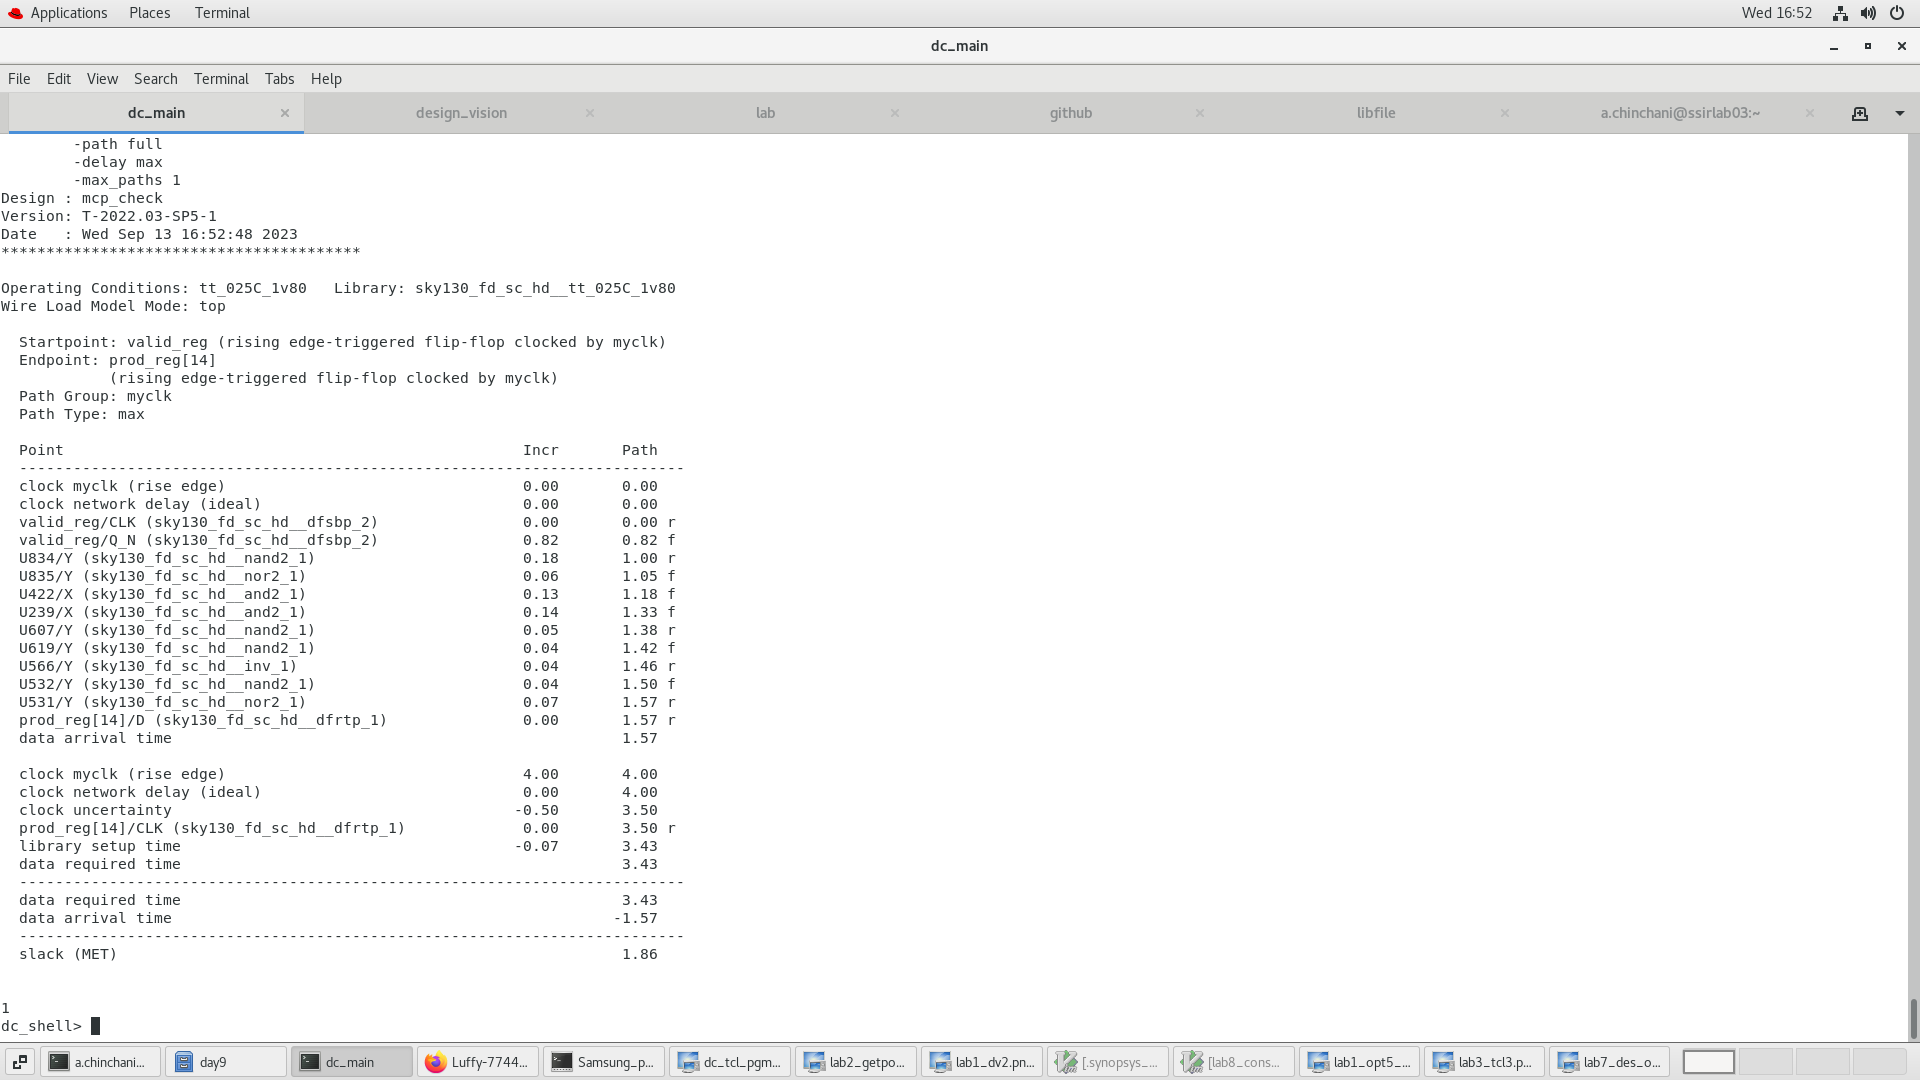 Applications Places Terminal Wed 16:52
dc_main
File Edit View Search Terminal Tabs Help
dc_main × design_vision × lab × github × libfile × a.chinchani@ssirlab03:~ ×
-path full
-delay max
-max_paths 1
Design : mcp_check
Version: T-2022.03-SP5-1
Date   : Wed Sep 13 16:52:48 2023
****************************************
Operating Conditions: tt_025C_1v80   Library: sky130_fd_sc_hd__tt_025C_1v80
Wire Load Model Mode: top
Startpoint: valid_reg (rising edge-triggered flip-flop clocked by myclk)
Endpoint: prod_reg[14]
(rising edge-triggered flip-flop clocked by myclk)
Path Group: myclk
Path Type: max
Point Incr Path
--------------------------------------------------------------------------
clock myclk (rise edge) 0.00 0.00
clock network delay (ideal) 0.00 0.00
valid_reg/CLK (sky130_fd_sc_hd__dfsbp_2) 0.00 0.00 r
valid_reg/Q_N (sky130_fd_sc_hd__dfsbp_2) 0.82 0.82 f
U834/Y (sky130_fd_sc_hd__nand2_1) 0.18 1.00 r
U835/Y (sky130_fd_sc_hd__nor2_1) 0.06 1.05 f
U422/X (sky130_fd_sc_hd__and2_1) 0.13 1.18 f
U239/X (sky130_fd_sc_hd__and2_1) 0.14 1.33 f
U607/Y (sky130_fd_sc_hd__nand2_1) 0.05 1.38 r
U619/Y (sky130_fd_sc_hd__nand2_1) 0.04 1.42 f
U566/Y (sky130_fd_sc_hd__inv_1) 0.04 1.46 r
U532/Y (sky130_fd_sc_hd__nand2_1) 0.04 1.50 f
U531/Y (sky130_fd_sc_hd__nor2_1) 0.07 1.57 r
prod_reg[14]/D (sky130_fd_sc_hd__dfrtp_1) 0.00 1.57 r
data arrival time 1.57
clock myclk (rise edge) 4.00 4.00
clock network delay (ideal) 0.00 4.00
clock uncertainty -0.50 3.50
prod_reg[14]/CLK (sky130_fd_sc_hd__dfrtp_1) 0.00 3.50 r
library setup time -0.07 3.43
data required time 3.43
--------------------------------------------------------------------------
data required time 3.43
data arrival time -1.57
--------------------------------------------------------------------------
slack (MET) 1.86
1
dc_shell>
a.chinchani... day9 dc_main Luffy-7744... Samsung_p... dc_tcl_pgm... lab2_getpo... lab1_dv2.pn... [.synopsys_... [lab8_cons... lab1_opt5_... lab3_tcl3.p... lab7_des_o...